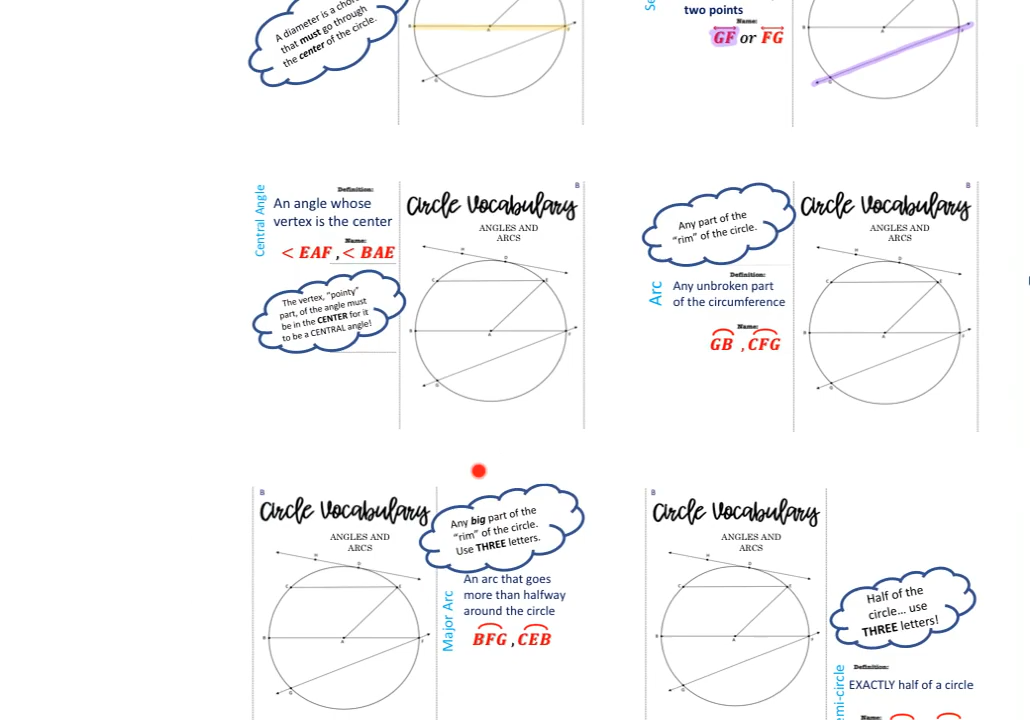 A diameter is a chord
that must go through
the center of the circle.
B
A
F
G
two points
Name:
GF or FG
A
G
Central Angle
Definition:
An angle whose
vertex is the center
Name:
< EAF , < BAE
The vertex, "pointy"
part, of the angle must
be in the CENTER for it
to be a CENTRAL angle!
B
Circle Vocabulary
ANGLES AND
ARCS
H
D
C
E
B
A
F
G
Any part of the
"rim" of the circle.
Arc
Definition:
Any unbroken part
of the circumference
Name:
GB , CFG
B
Circle Vocabulary
ANGLES AND
ARCS
H
D
C
E
B
A
F
G
B
Circle Vocabulary
ANGLES AND
ARCS
H
D
C
E
B
A
F
G
Any big part of the
"rim" of the circle.
Use THREE letters.
Major Arc
An arc that goes
more than halfway
around the circle
BFG , CEB
B
Circle Vocabulary
ANGLES AND
ARCS
H
D
C
E
B
A
F
G
Half of the
circle... use
THREE letters!
Definition:
EXACTLY half of a circle
Name: